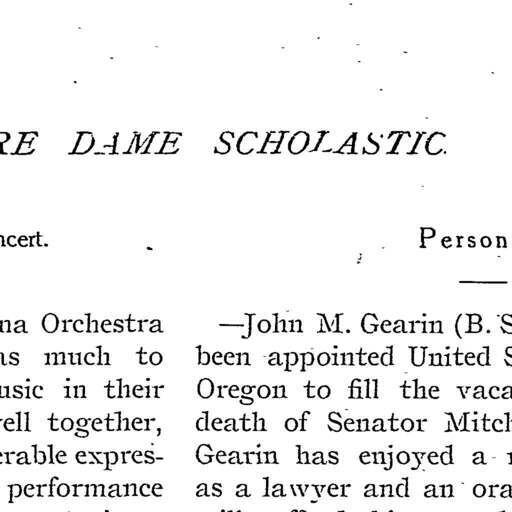 RE DAME SCHOLASTIC.
ncert.
na Orchestra
as much to
usic in their
vell together,
erable expres-
performance
Person
—John M. Gearin (B. S
been appointed United S
Oregon to fill the vaca
death of Senator Mitch
Gearin has enjoyed a
as a lawyer and an ora